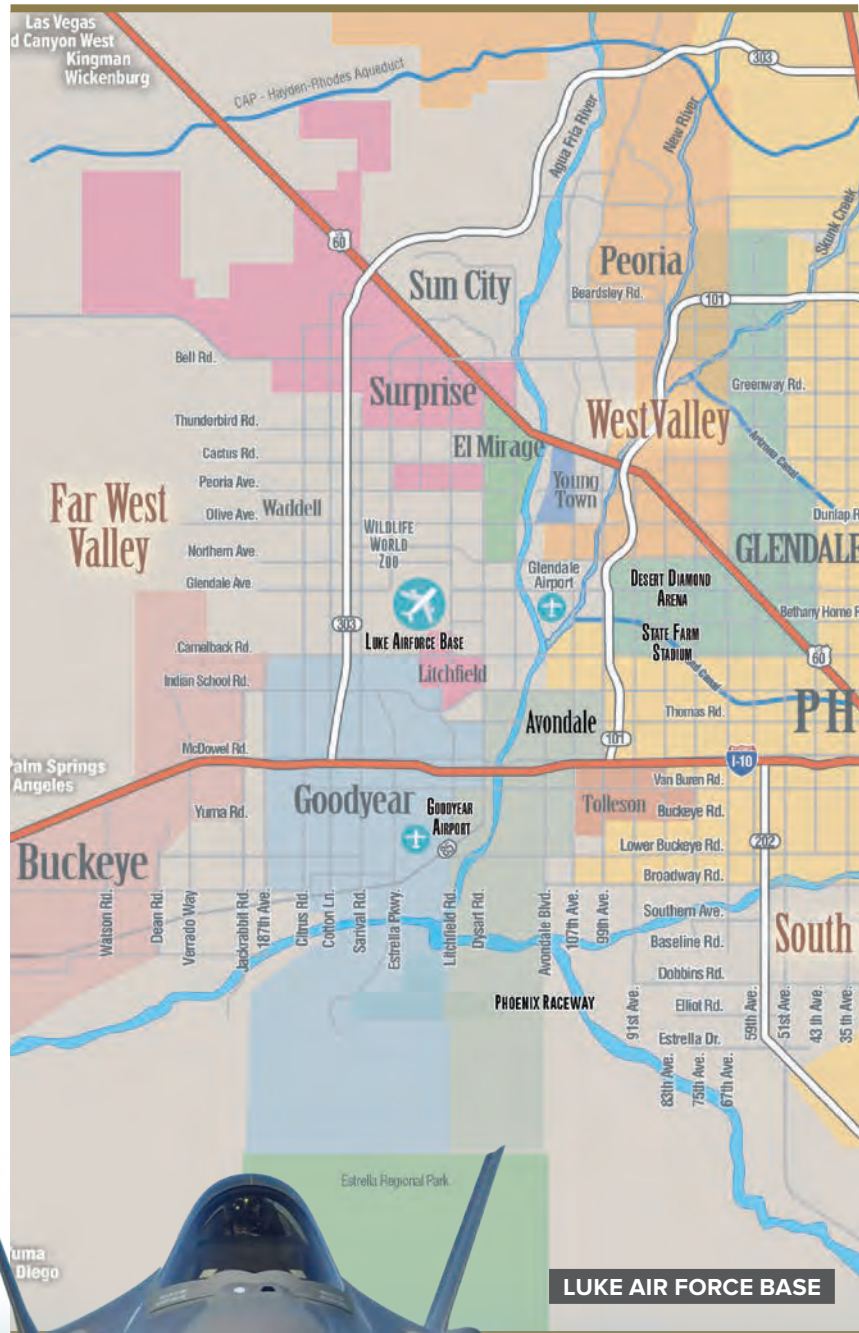 Las Vegas
d Canyon West
Kingman
Wickenburg
CAP - Hayden-Rhodes Aqueduct
303
Agua Fria River
New River
Skunk Creek
60
Sun City
Peoria
Beardsley Rd.
101
Bell Rd.
Surprise
Greenway Rd.
Thunderbird Rd.
West Valley
Cactus Rd.
El Mirage
Arizona Canal
Peoria Ave.
Young
Town
Far West
Valley
Olive Ave.
Waddell
Dunlap R
WILDLIFE
WORLD
ZOO
Northern Ave.
GLENDALE
Glendale
Airport
DESERT DIAMOND
ARENA
Glendale Ave.
Bethany Home R
303
LUKE AIRFORCE BASE
STATE FARM
STADIUM
Camelback Rd.
60
Litchfield
nd Canal
Indian School Rd.
PH
Avondale
Thomas Rd.
101
McDowel Rd.
I-10
Palm Springs
Angeles
Van Buren Rd.
Goodyear
GOODYEAR
AIRPORT
Tolleson
Yuma Rd.
Buckeye Rd.
85
202
Lower Buckeye Rd.
Buckeye
Broadway Rd.
Watson Rd.
Dean Rd.
Verrado Way
Jackrabbit Rd.
187th Ave.
Citrus Rd.
Cotton Ln.
Sarival Rd.
Estrella Pkwy.
Litchfield Rd.
Dysart Rd.
Avondale Blvd.
107th Ave.
99th Ave.
Southern Ave.
Baseline Rd.
South
Dobbins Rd.
PHOENIX RACEWAY
Elliot Rd.
91st Ave.
59th Ave.
51st Ave.
43 th Ave.
35 th Ave.
Estrella Dr.
83th Ave.
75th Ave.
67th Ave.
Estrella Regional Park
Yuma
Diego
LUKE AIR FORCE BASE